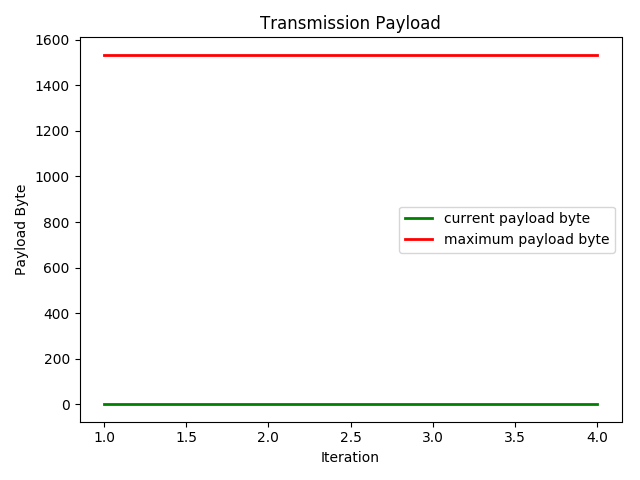 Transmission Payload
1600
1400
1200
1000
800
600
400
200
0
Payload Byte
current payload byte
maximum payload byte
1.0 1.5 2.0 2.5 3.0 3.5 4.0
Iteration